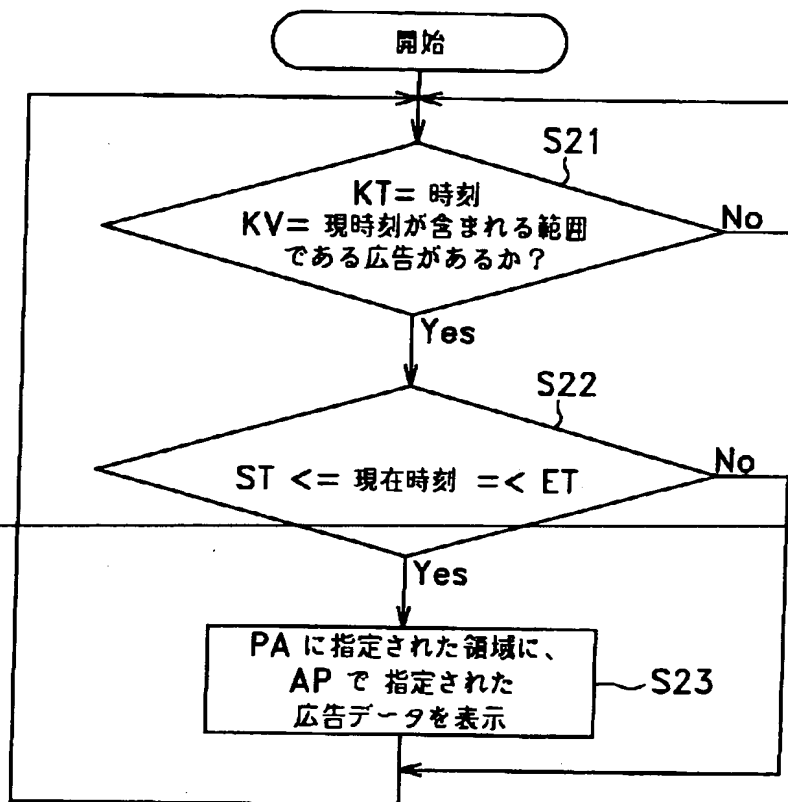 開始
S21
KT= 時刻
KV= 現時刻が含まれる範囲
である広告があるか?
No
Yes
S22
ST <= 現在時刻 =< ET
No
Yes
PA に指定された領域に、
AP で 指定された
広告データを表示
S23